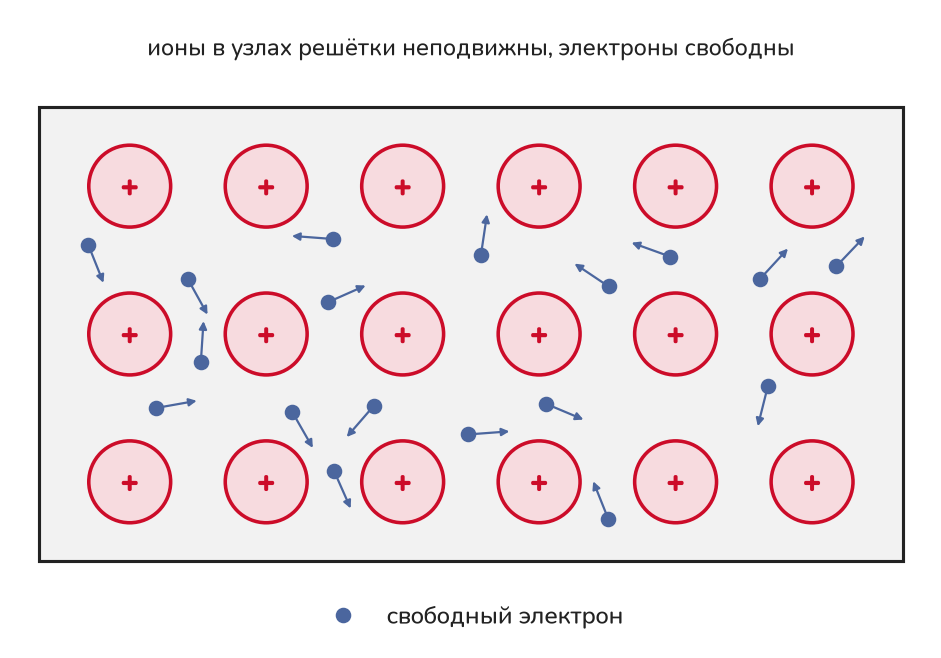 ионы в узлах решётки неподвижны, электроны свободны
+ + + + + +
+ + + + + +
+ + + + + +
свободный электрон